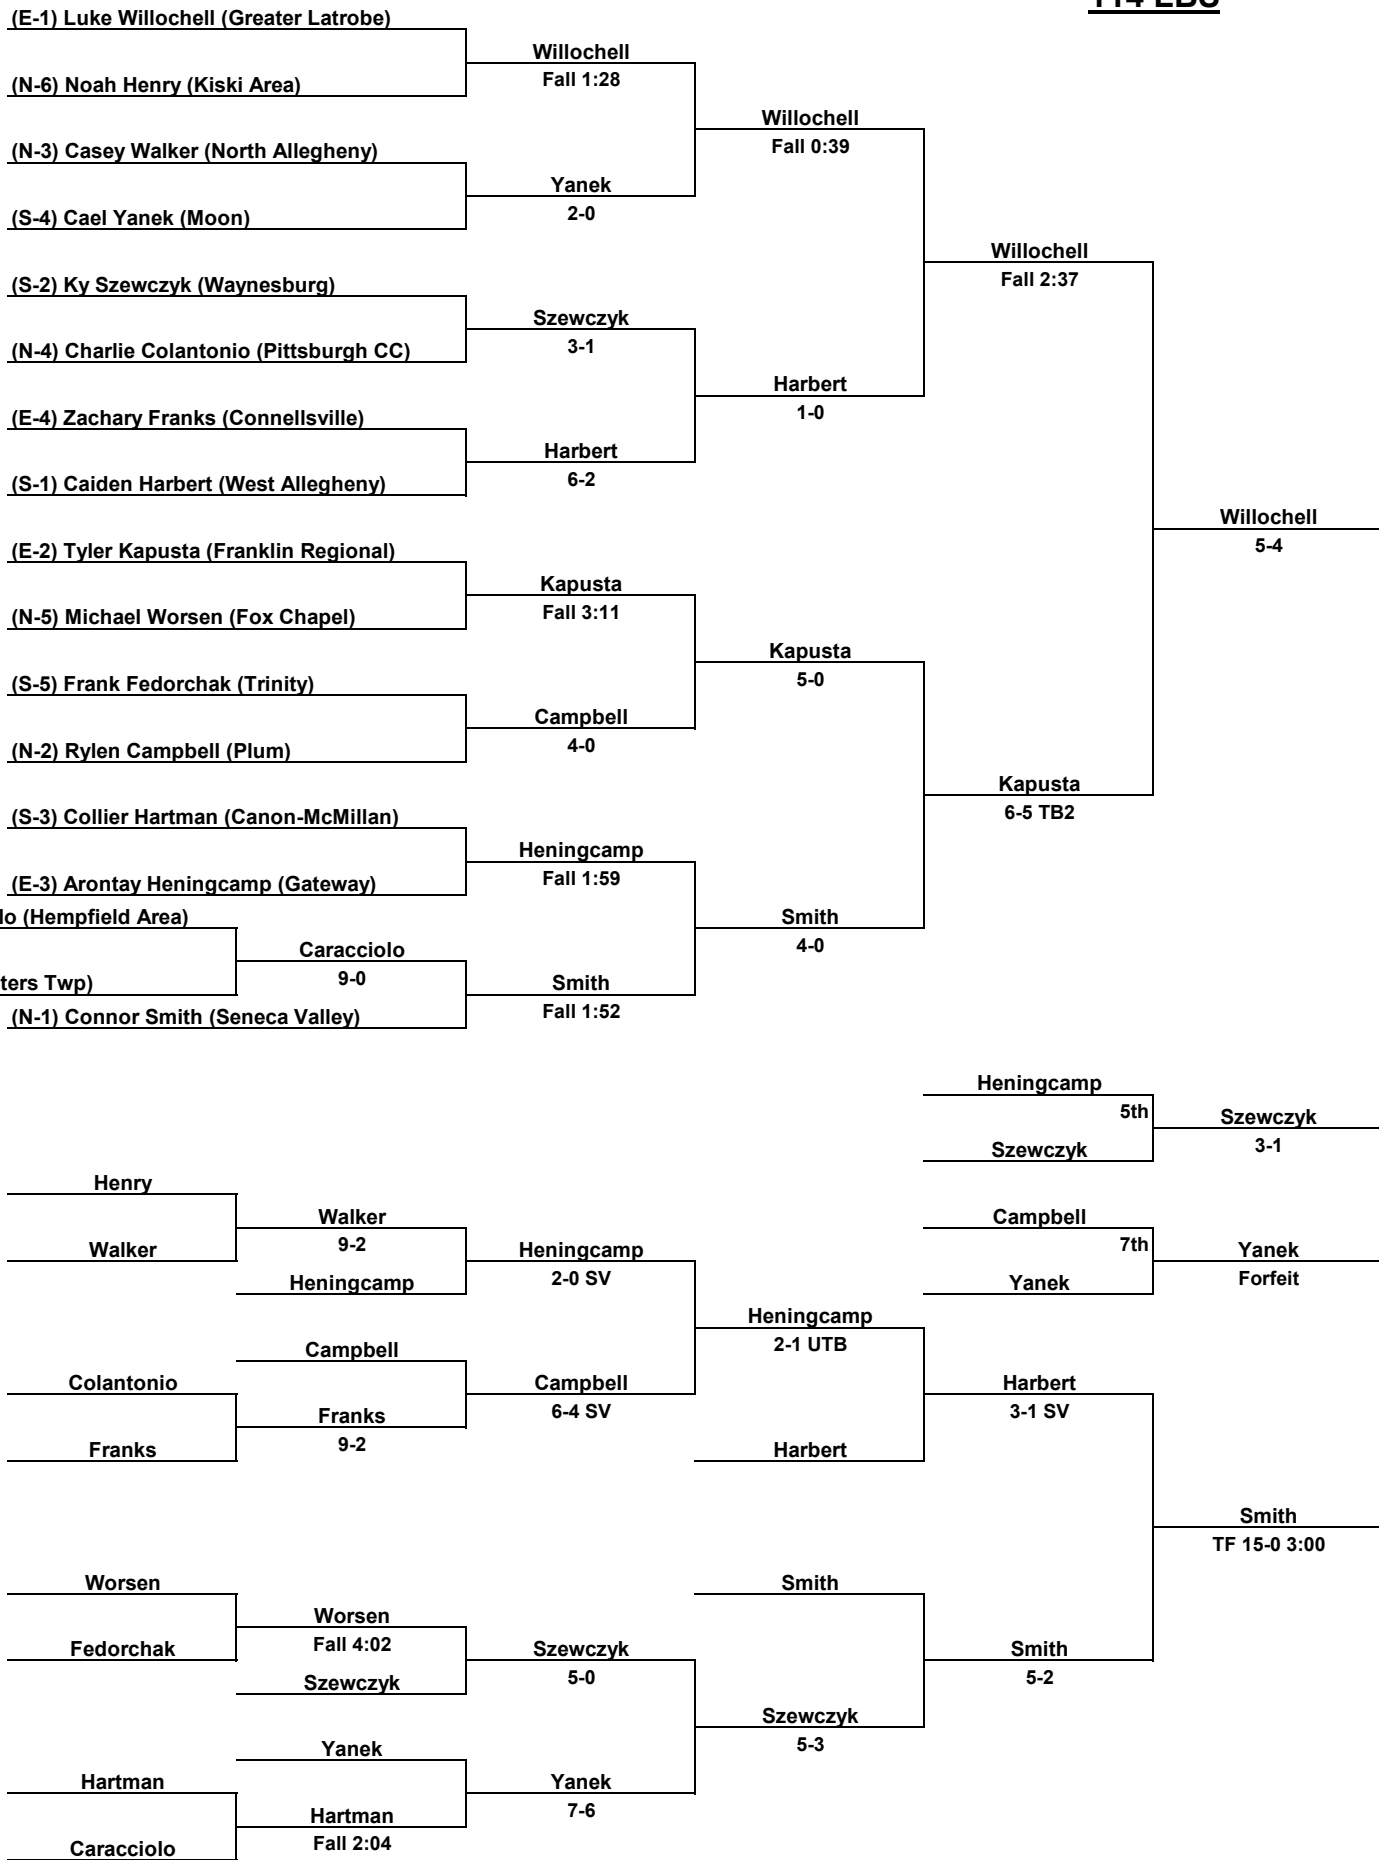 114 LBS
(E-1) Luke Willochell (Greater Latrobe)
Willochell
(N-6) Noah Henry (Kiski Area)
Fall 1:28
Willochell
(N-3) Casey Walker (North Allegheny)
Fall 0:39
Yanek
(S-4) Cael Yanek (Moon)
2-0
Willochell
(S-2) Ky Szewczyk (Waynesburg)
Fall 2:37
Szewczyk
(N-4) Charlie Colantonio (Pittsburgh CC)
3-1
Harbert
(E-4) Zachary Franks (Connellsville)
1-0
Harbert
(S-1) Caiden Harbert (West Allegheny)
6-2
Willochell
(E-2) Tyler Kapusta (Franklin Regional)
5-4
Kapusta
(N-5) Michael Worsen (Fox Chapel)
Fall 3:11
Kapusta
(S-5) Frank Fedorchak (Trinity)
5-0
Campbell
(N-2) Rylen Campbell (Plum)
4-0
Kapusta
(S-3) Collier Hartman (Canon-McMillan)
6-5 TB2
Heningcamp
(E-3) Arontay Heningcamp (Gateway)
Fall 1:59
lo (Hempfield Area)
Smith
Caracciolo
4-0
ters Twp)
9-0
Smith
(N-1) Connor Smith (Seneca Valley)
Fall 1:52
Heningcamp
5th
Szewczyk
Szewczyk
3-1
Henry
Walker
Campbell
Walker
9-2
Heningcamp
7th
Yanek
Heningcamp
2-0 SV
Yanek
Forfeit
Heningcamp
Campbell
2-1 UTB
Colantonio
Campbell
Harbert
Franks
6-4 SV
3-1 SV
Franks
9-2
Harbert
Smith
TF 15-0 3:00
Worsen
Smith
Worsen
Fedorchak
Fall 4:02
Szewczyk
Smith
Szewczyk
5-0
5-2
Szewczyk
Yanek
5-3
Hartman
Yanek
Hartman
7-6
Caracciolo
Fall 2:04